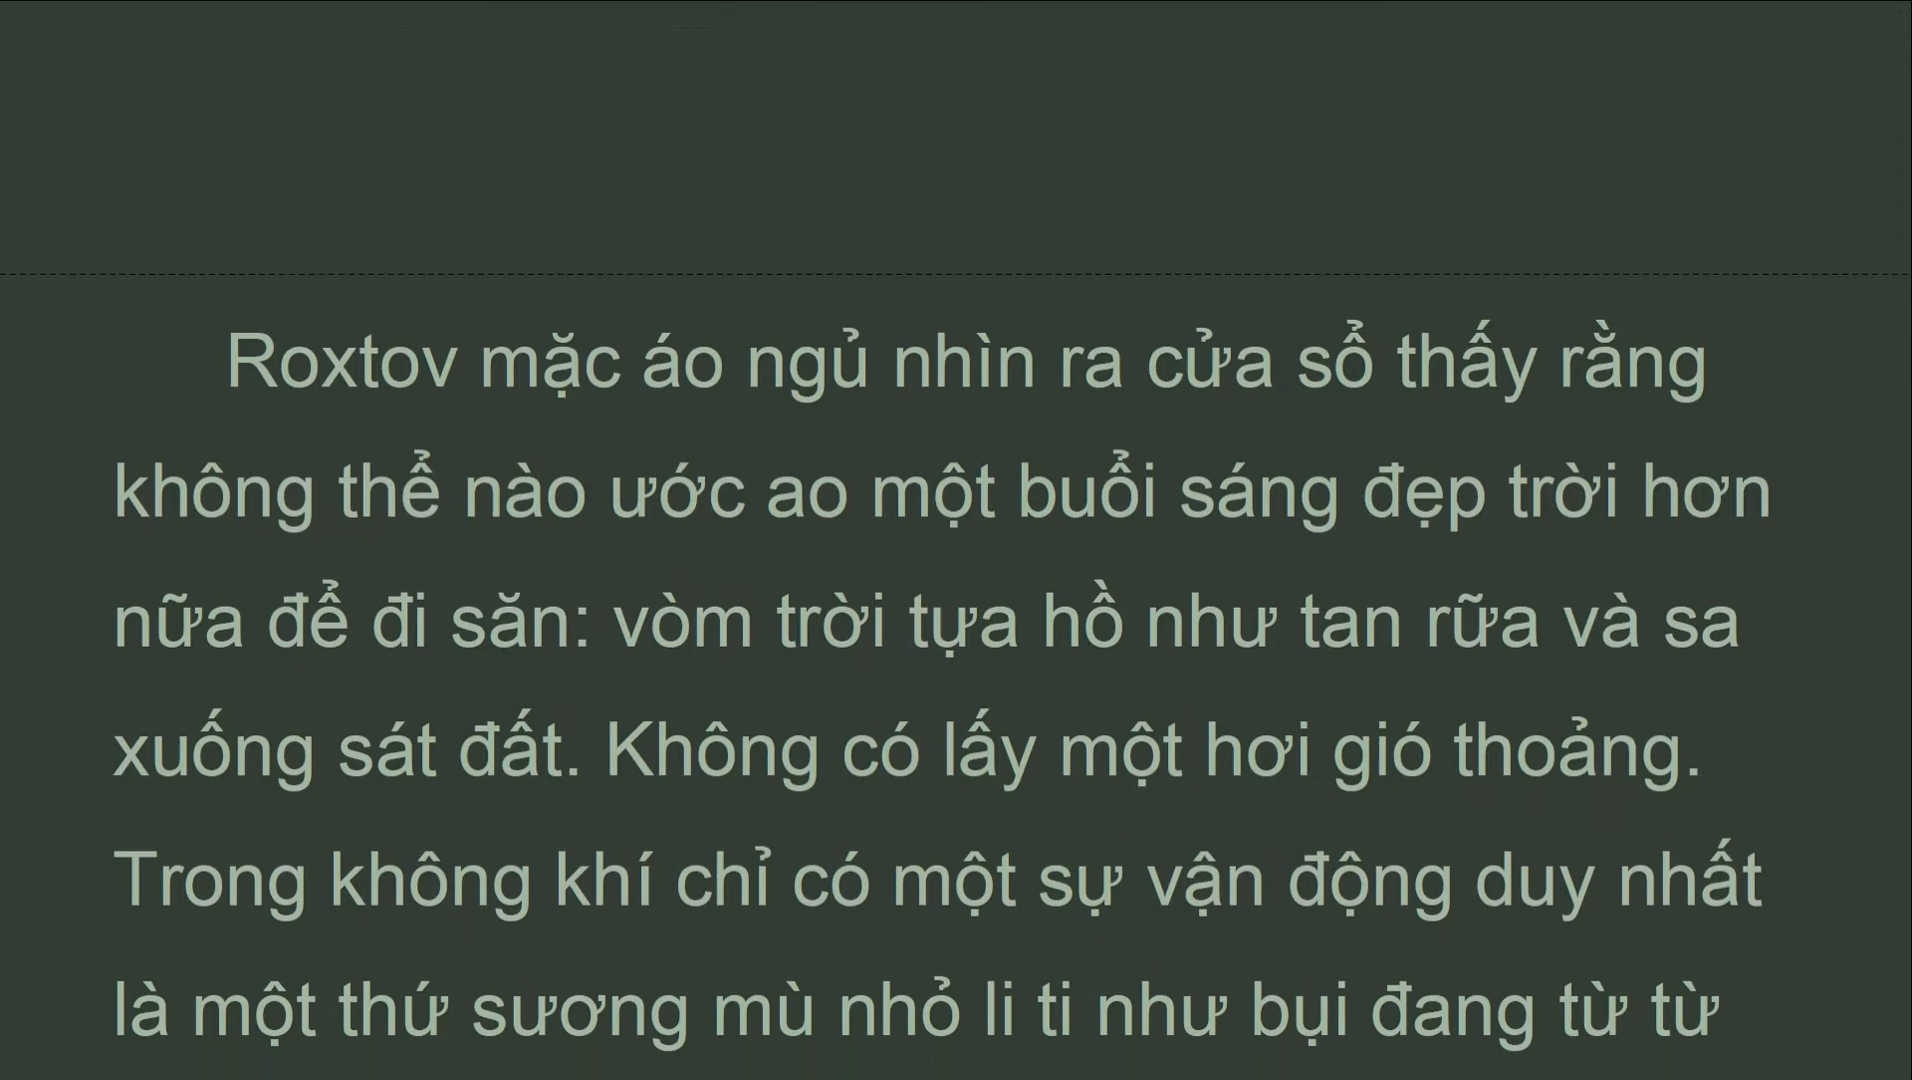 Roxtov mặc áo ngủ nhìn ra cửa sổ thấy rằng
không thể nào ước ao một buổi sáng đẹp trời hơn
nữa để đi săn: vòm trời tựa hồ như tan rữa và sa
xuống sát đất. Không có lấy một hơi gió thoảng.
Trong không khí chỉ có một sự vận động duy nhất
là một thứ sương mù nhỏ li ti như bụi đang từ từ